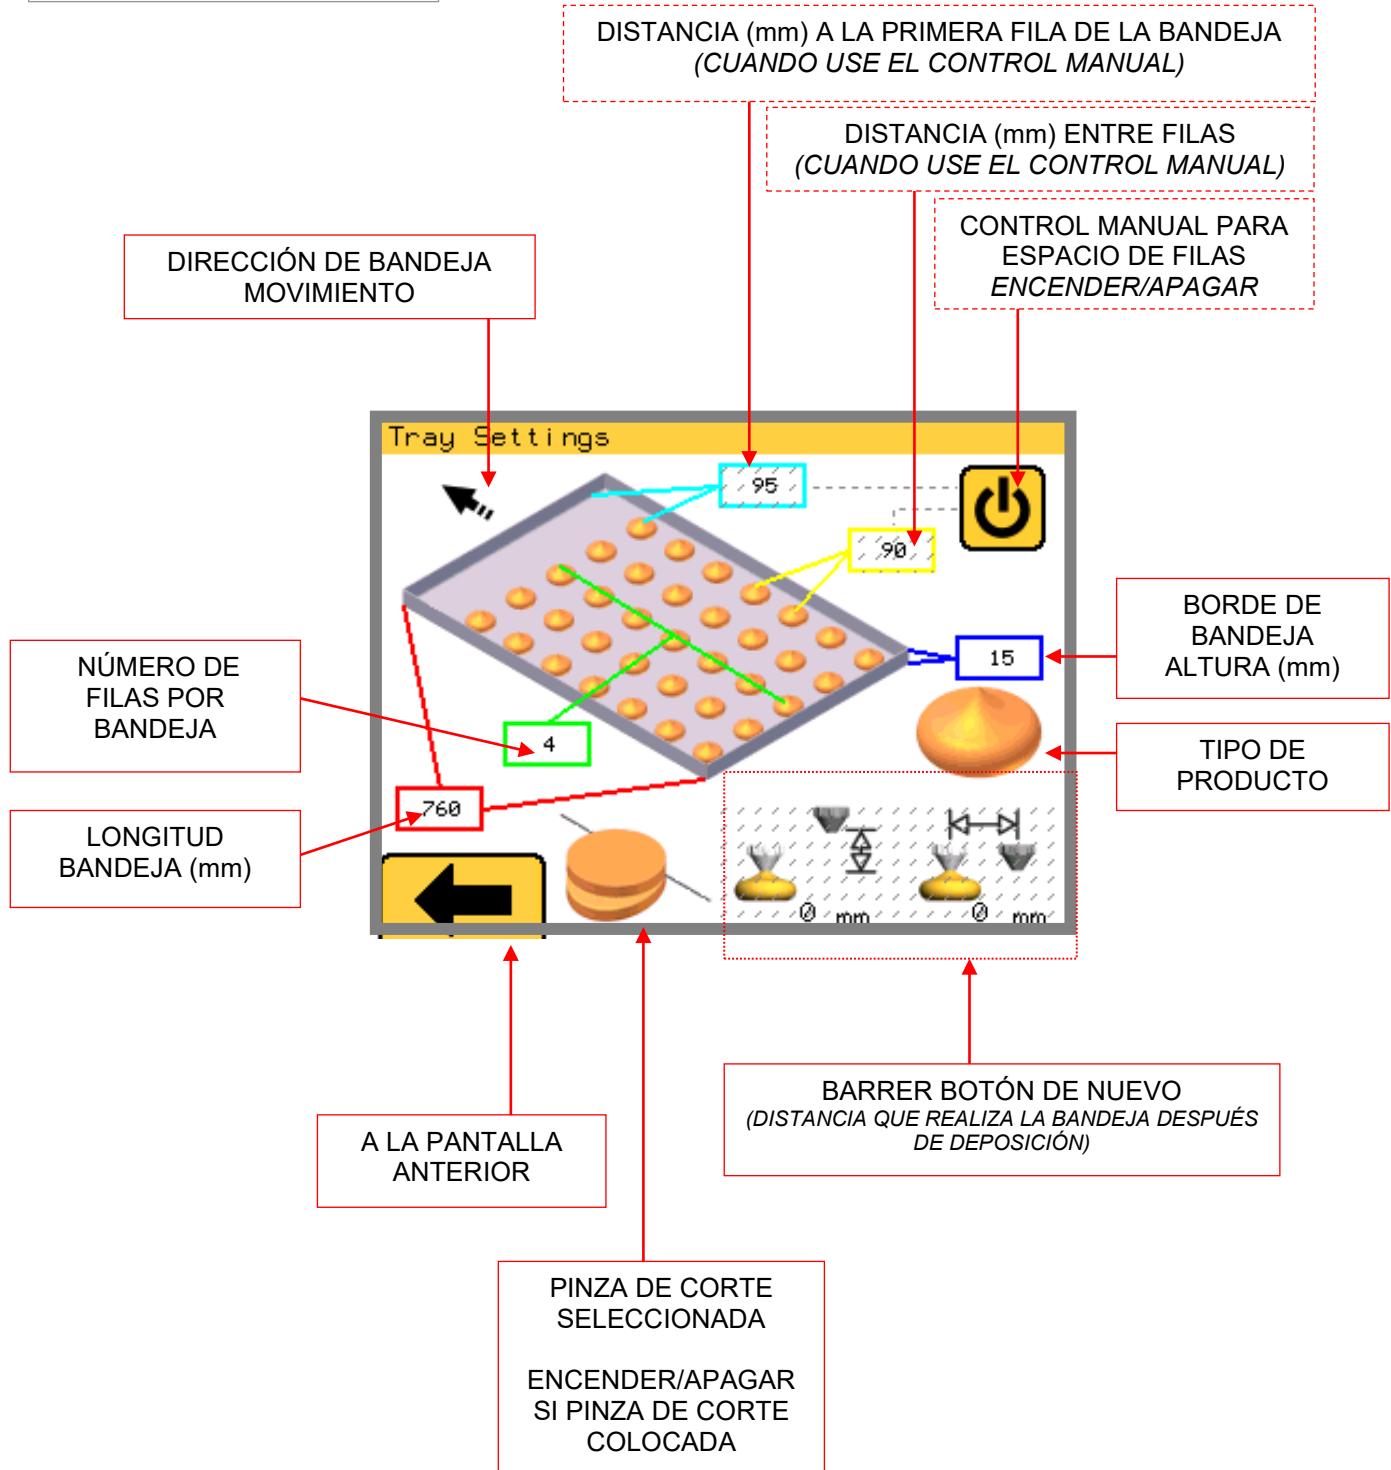 DISTANCIA (mm) A LA PRIMERA FILA DE LA BANDEJA
(CUANDO USE EL CONTROL MANUAL)
DISTANCIA (mm) ENTRE FILAS
(CUANDO USE EL CONTROL MANUAL)
CONTROL MANUAL PARA
ESPACIO DE FILAS
ENCENDER/APAGAR
DIRECCIÓN DE BANDEJA
MOVIMIENTO
Tray Settings
95
90
15
BORDE DE
BANDEJA
ALTURA (mm)
NÚMERO DE
FILAS POR
BANDEJA
4
TIPO DE
PRODUCTO
760
LONGITUD
BANDEJA (mm)
0 mm
0 mm
BARRER BOTÓN DE NUEVO
(DISTANCIA QUE REALIZA LA BANDEJA DESPUÉS
DE DEPOSICIÓN)
A LA PANTALLA
ANTERIOR
PINZA DE CORTE
SELECCIONADA
ENCENDER/APAGAR
SI PINZA DE CORTE
COLOCADA